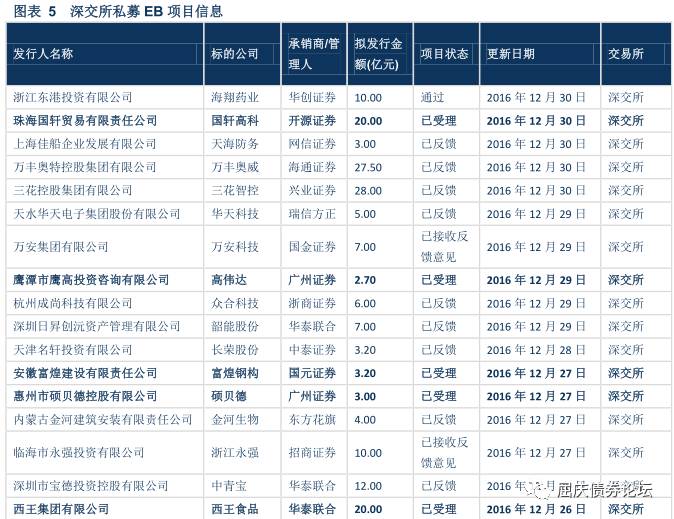 图表 5 深交所私募 EB 项目信息
发行人名称 标的公司 承销商/管理人 拟发行金额(亿元) 项目状态 更新日期 交易所
浙江东港投资有限公司 海翔药业 华创证券 10.00 通过 2016 年 12 月 30 日 深交所
珠海国轩贸易有限责任公司 国轩高科 开源证券 20.00 已受理 2016 年 12 月 30 日 深交所
上海佳船企业发展有限公司 天海防务 网信证券 3.00 已反馈 2016 年 12 月 30 日 深交所
万丰奥特控股集团有限公司 万丰奥威 海通证券 27.50 已反馈 2016 年 12 月 30 日 深交所
三花控股集团有限公司 三花智控 兴业证券 28.00 已反馈 2016 年 12 月 30 日 深交所
天水华天电子集团股份有限公司 华天科技 瑞信方正 5.00 已反馈 2016 年 12 月 29 日 深交所
万安集团有限公司 万安科技 国金证券 7.00 已接收反馈意见 2016 年 12 月 29 日 深交所
鹰潭市鹰高投资咨询有限公司 高伟达 广州证券 2.70 已受理 2016 年 12 月 29 日 深交所
杭州成尚科技有限公司 众合科技 浙商证券 6.00 已反馈 2016 年 12 月 29 日 深交所
深圳日昇创沅资产管理有限公司 韶能股份 华泰联合 7.00 已反馈 2016 年 12 月 29 日 深交所
天津名轩投资有限公司 长荣股份 中泰证券 3.20 已反馈 2016 年 12 月 28 日 深交所
安徽富煌建设有限责任公司 富煌钢构 国元证券 3.20 已受理 2016 年 12 月 27 日 深交所
惠州市硕贝德控股有限公司 硕贝德 广州证券 3.00 已受理 2016 年 12 月 27 日 深交所
内蒙古金河建筑安装有限责任公司 金河生物 东方花旗 4.00 已反馈 2016 年 12 月 27 日 深交所
临海市永强投资有限公司 浙江永强 招商证券 10.00 已接收反馈意见 2016 年 12 月 27 日 深交所
深圳市宝德投资控股有限公司 中青宝 华泰联合 12.00 已反馈 2016 年 12 月 27 日 深交所
西王集团有限公司 西王食品 华泰联合 20.00 已受理 2016 年 12 月 26 日 深交所
屈庆债券论坛